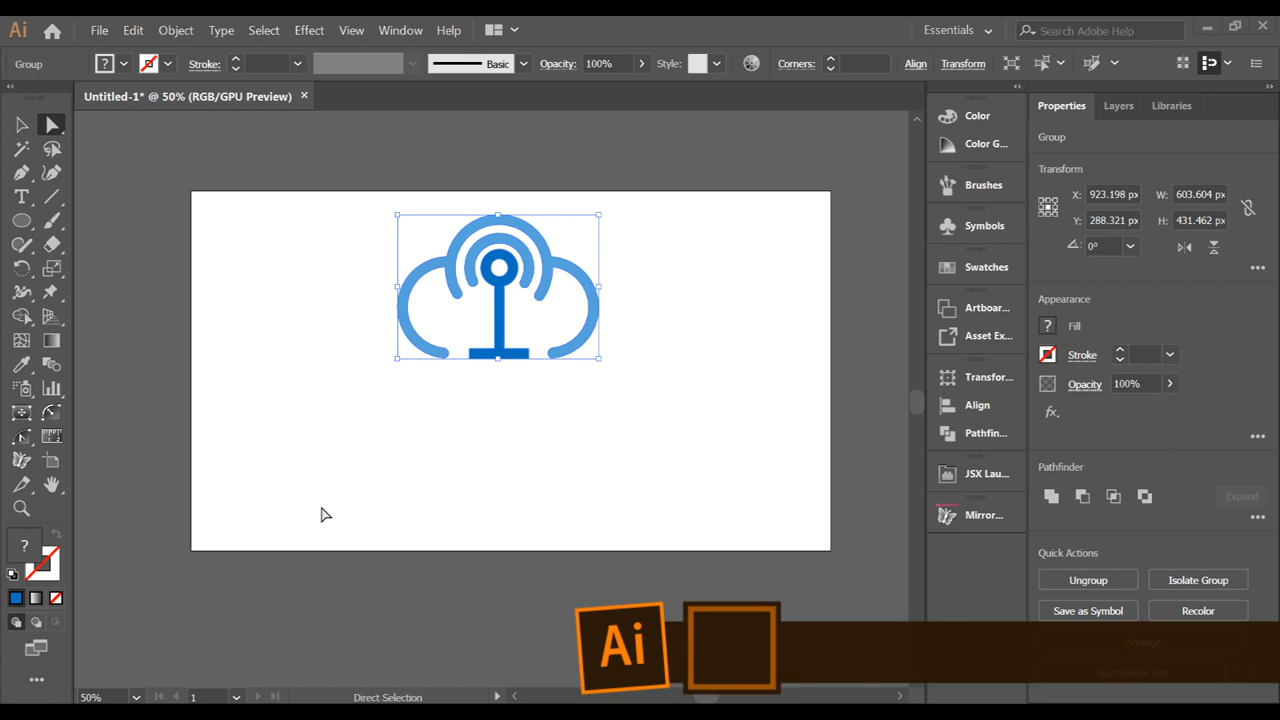 Ai
File Edit Object Type Select Effect View Window Help
Essentials
Search Adobe Help
Group
?
Stroke:
Basic
Opacity:
100%
Style:
Corners:
Align
Transform
Untitled-1* @ 50% (RGB/GPU Preview)
Color
Color G...
Brushes
Symbols
Swatches
Artboar...
Asset Ex...
Transfor...
Align
Pathfin...
JSX Lau...
Mirror...
Properties Layers Libraries
Group
Transform
X: 923.198 px W: 603.604 px
Y: 288.321 px H: 431.462 px
0°
Appearance
? Fill
Stroke
Opacity 100%
fx.
Pathfinder
Expand
Quick Actions
Ungroup Isolate Group
Save as Symbol Recolor
Arrange
Start Global Edit
?
Ai
50%
1
Direct Selection